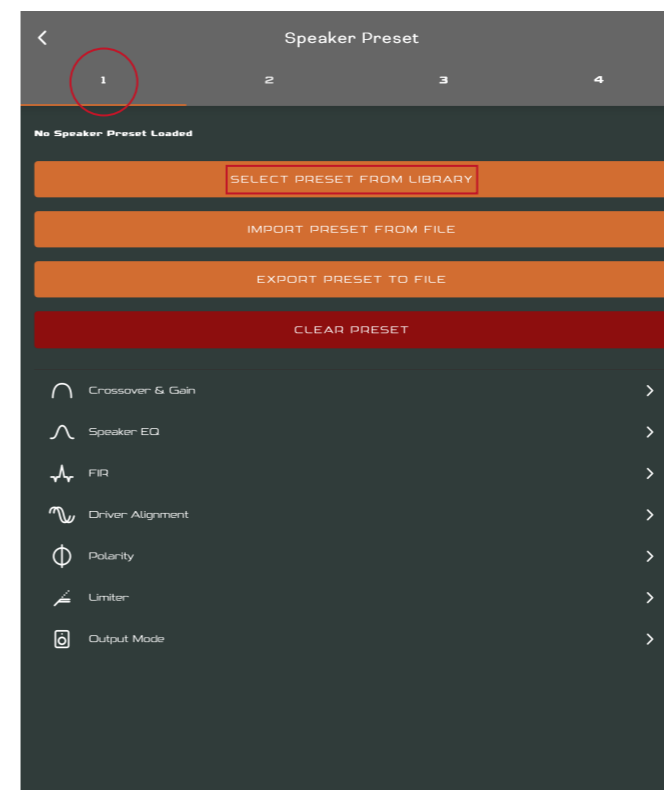 Speaker Preset
1 2 3 4
No Speaker Preset Loaded
SELECT PRESET FROM LIBRARY
IMPORT PRESET FROM FILE
EXPORT PRESET TO FILE
CLEAR PRESET
Crossover & Gain
Speaker EQ
FIR
Driver Alignment
Polarity
Limiter
Output Mode